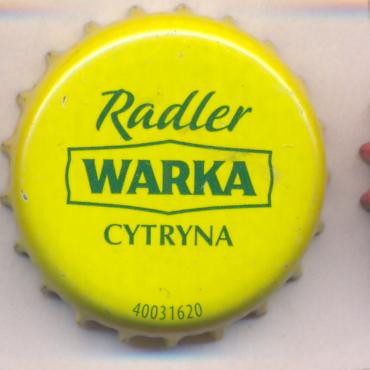 Radler
WARKA
CYTRYNA
40031620